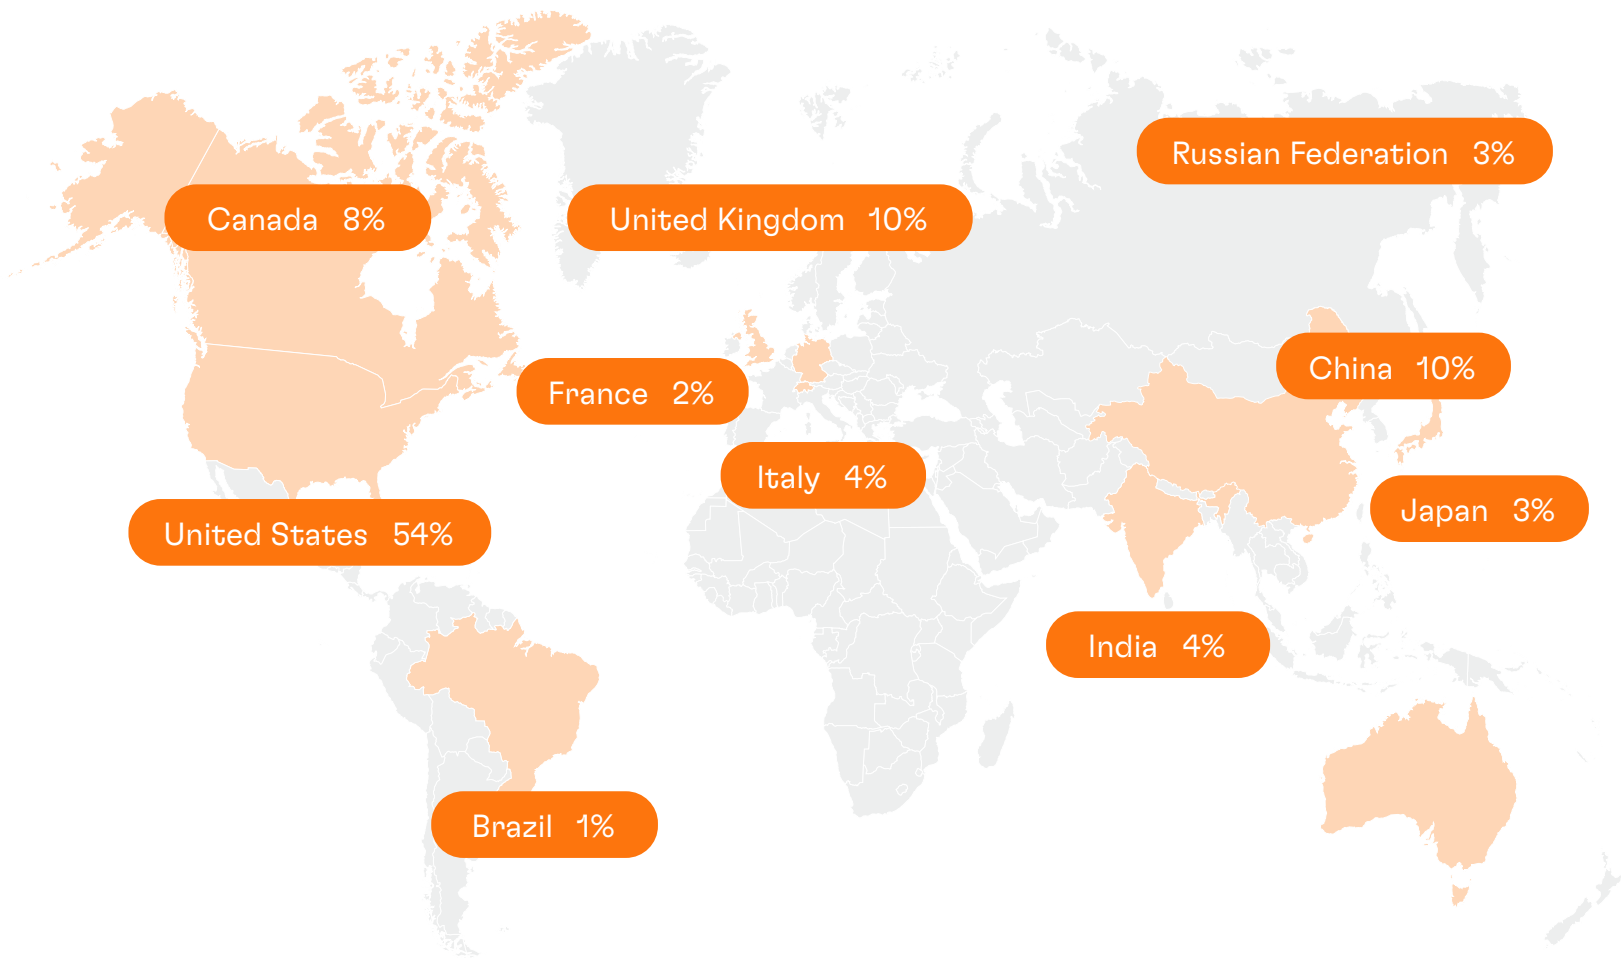 Russian Federation 3%
Canada 8%
United Kingdom 10%
China 10%
France 2%
Italy 4%
Japan 3%
United States 54%
India 4%
Brazil 1%